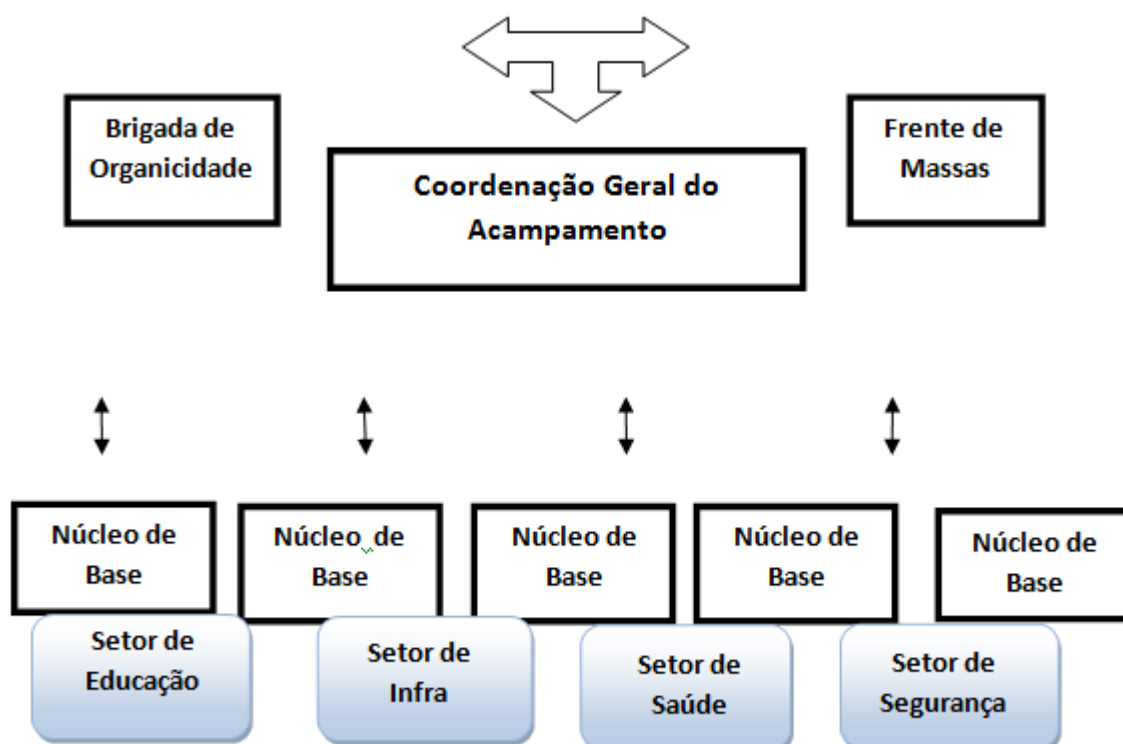 Brigada de
Organicidade
Frente de
Massas
Coordenação Geral do
Acampamento
Núcleo de
Base
Núcleo de
Base
Núcleo de
Base
Núcleo de
Base
Núcleo de
Base
Setor de
Educação
Setor de
Infra
Setor de
Saúde
Setor de
Segurança